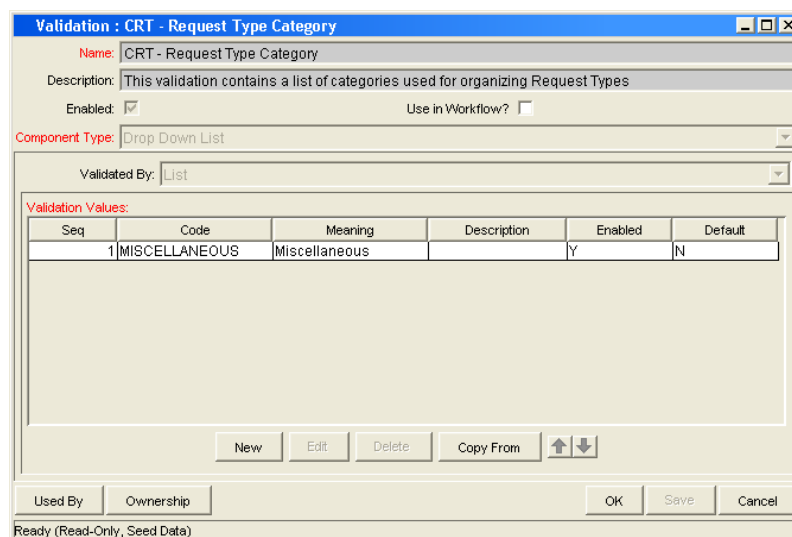 Validation : CRT - Request Type Category
Name: CRT - Request Type Category
Description: This validation contains a list of categories used for organizing Request Types
Enabled: Use in Workflow?
Component Type: Drop Down List
Validated By: List
Validation Values:
Seq Code Meaning Description Enabled Default
1 MISCELLANEOUS Miscellaneous Y N
New Edit Delete Copy From
Used By Ownership OK Save Cancel
Ready (Read-Only, Seed Data)